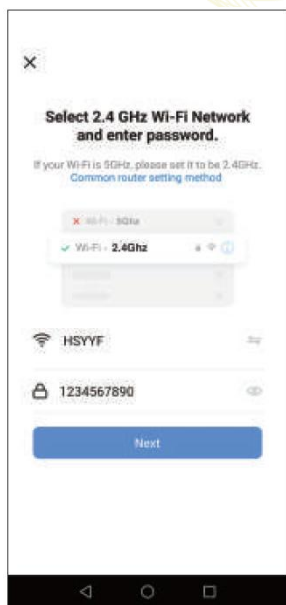 Select 2.4 GHz Wi-Fi Network
and enter password.
If your Wi-Fi is 5GHz, please set it to be 2.4GHz.
Common router setting method
Wi-Fi - 5Ghz
Wi-Fi - 2.4Ghz
HSYYF
1234567890
Next